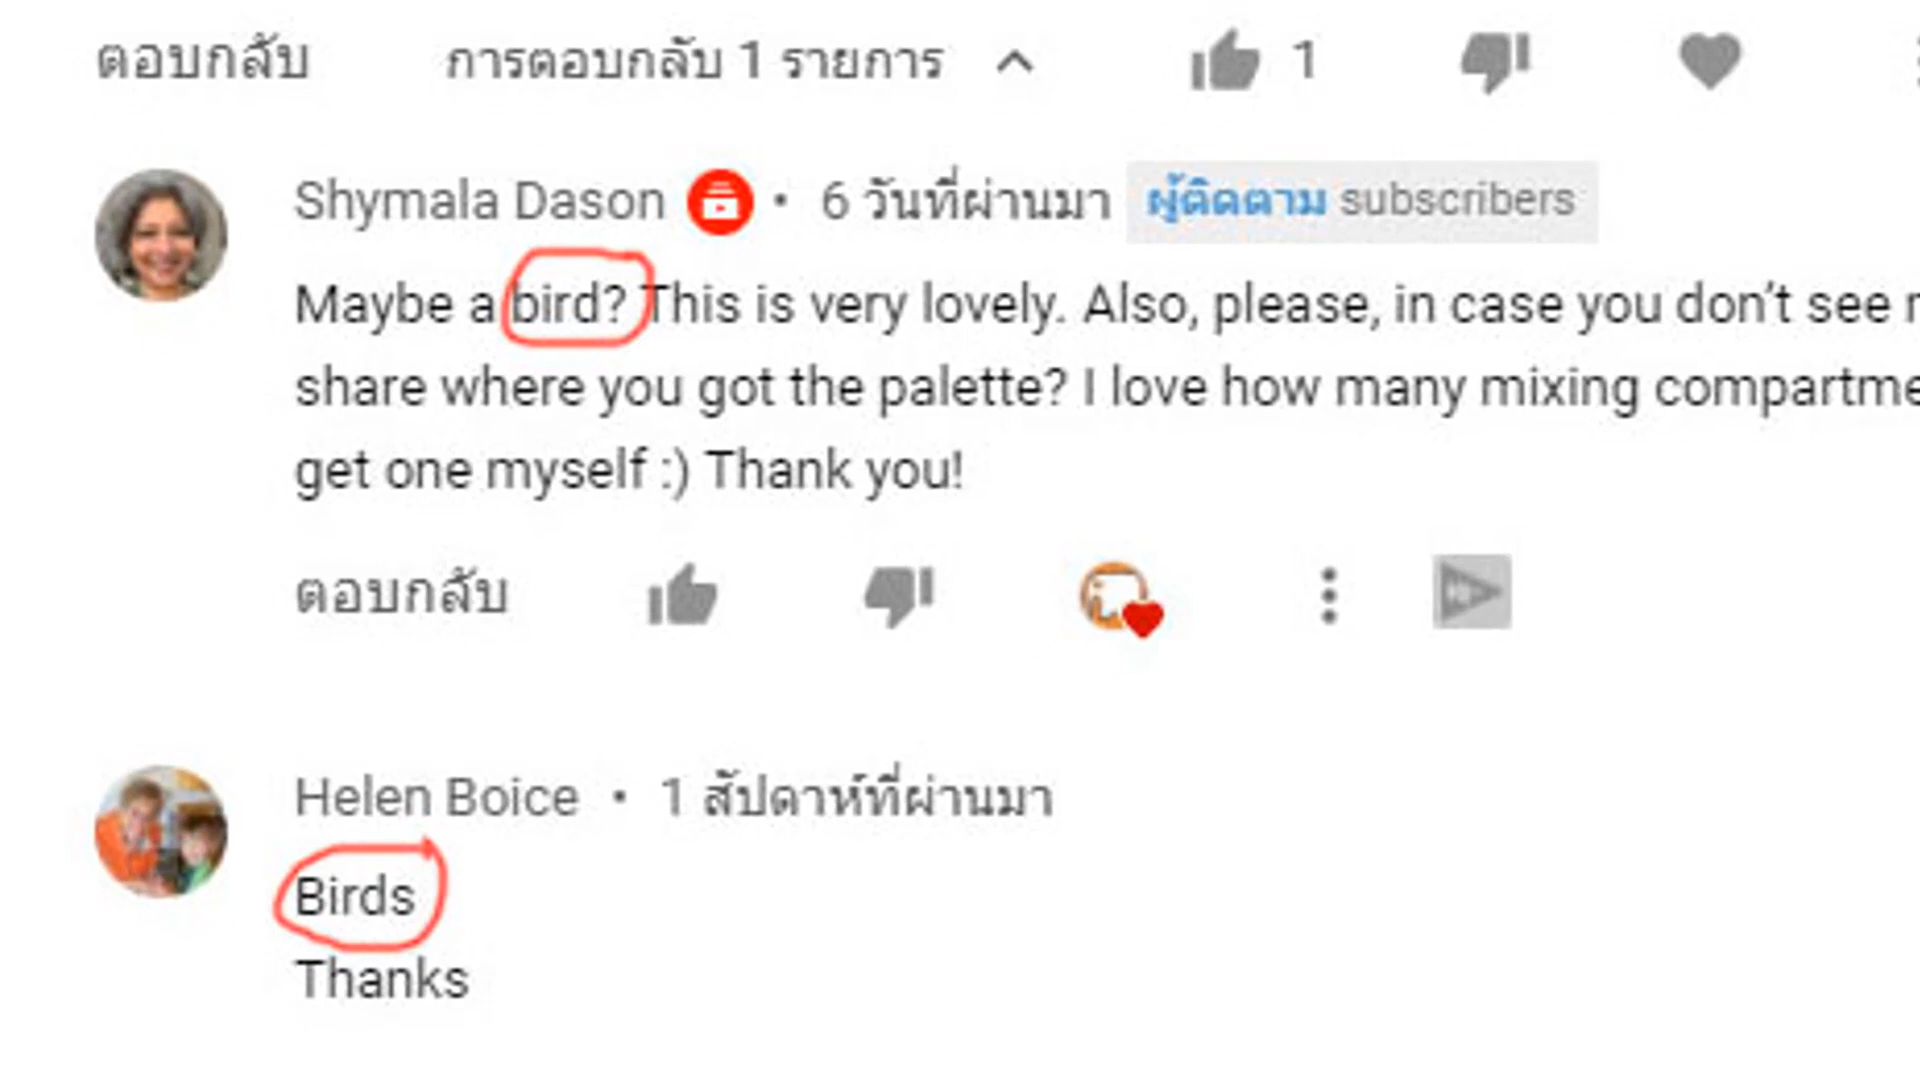 ตอบกลับ การตอบกลับ 1 รายการ 1
Shymala Dason • 6 วันที่ผ่านมา ผู้ติดตาม subscribers
Maybe a bird? This is very lovely. Also, please, in case you don't see
share where you got the palette? I love how many mixing compartme
get one myself :) Thank you!
ตอบกลับ
Helen Boice • 1 สัปดาห์ที่ผ่านมา
Birds
Thanks